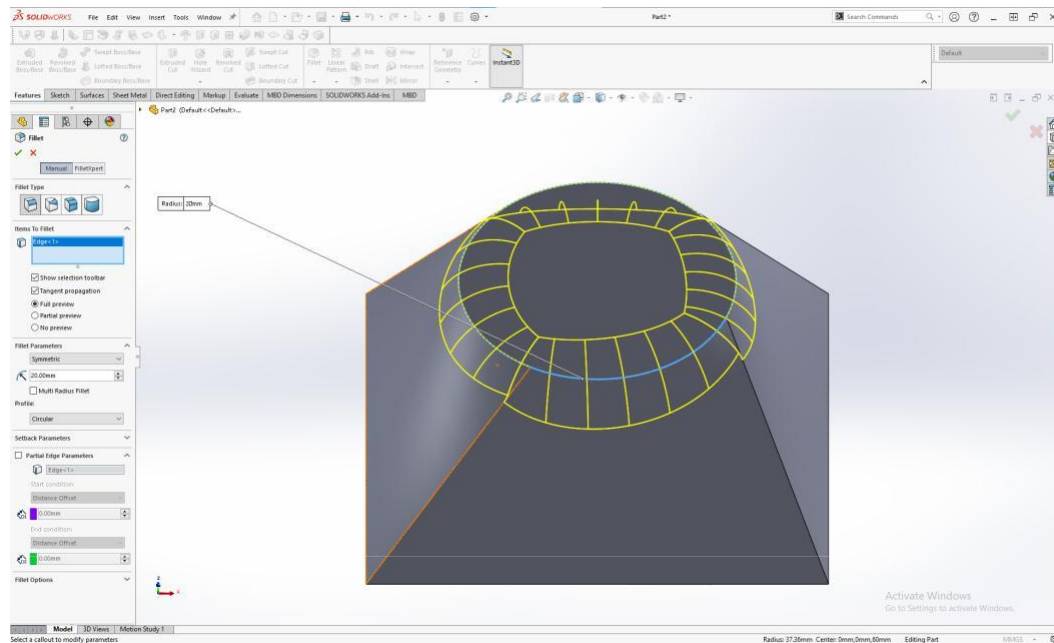 SOLIDWORKS File Edit View Insert Tools Window Part2 * Search Commands
Extruded Boss/Base Revolved Boss/Base Swept Boss/Base Extruded Cut Hole Wizard Revolved Cut Swept Cut Fillet Linear Pattern Rib Wrap Reference Geometry Curves Instant3D Default
Lofted Boss/Base Lofted Cut Draft Intersect
Boundary Boss/Base Boundary Cut Shell Mirror
Features Sketch Surfaces Sheet Metal Direct Editing Markup Evaluate MBD Dimensions SOLIDWORKS Add-Ins MBD
Part2 (Default<<Default>...
Fillet
Manual FilletXpert
Fillet Type
Radius: 20mm
Items To Fillet
Edge<1>
Show selection toolbar
Tangent propagation
Full preview
Partial preview
No preview
Fillet Parameters
Symmetric
20.00mm
Multi Radius Fillet
Profile:
Circular
Setback Parameters
Partial Edge Parameters
Edge<1>
Start condition:
Distance Offset
0.00mm
End condition:
Distance Offset
0.00mm
Fillet Options
Activate Windows
Go to Settings to activate Windows.
Model 3D Views Motion Study 1
Select a callout to modify parameters Radius: 37.36mm Center: 0mm,0mm,60mm Editing Part MMGS